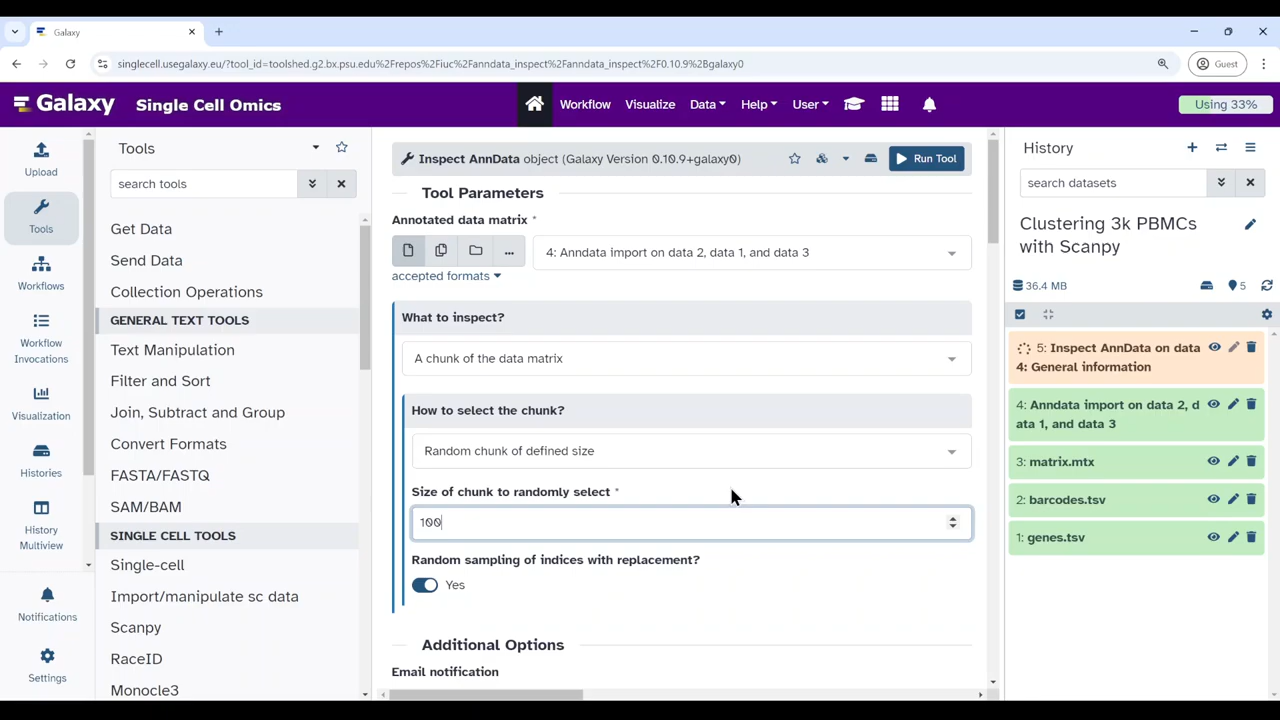 Galaxy
singlecell.usegalaxy.eu/?tool_id=toolshed.g2.bx.psu.edu%2Frepos%2Fiuc%2Fanndata_inspect%2Fanndata_inspect%2F0.10.9%2Bgalaxy0
Guest
Galaxy Single Cell Omics Workflow Visualize Data Help User Using 33%
Upload
Tools
Workflows
Workflow
Invocations
Visualization
Histories
History
Multiview
Notifications
Settings
Tools
search tools
Get Data
Send Data
Collection Operations
GENERAL TEXT TOOLS
Text Manipulation
Filter and Sort
Join, Subtract and Group
Convert Formats
FASTA/FASTQ
SAM/BAM
SINGLE CELL TOOLS
Single-cell
Import/manipulate sc data
Scanpy
RaceID
Monocle3
Inspect AnnData object (Galaxy Version 0.10.9+galaxy0) Run Tool
Tool Parameters
Annotated data matrix *
... 4: Anndata import on data 2, data 1, and data 3
accepted formats
What to inspect?
A chunk of the data matrix
How to select the chunk?
Random chunk of defined size
Size of chunk to randomly select *
100
Random sampling of indices with replacement?
Yes
Additional Options
Email notification
History
search datasets
Clustering 3k PBMCs
with Scanpy
36.4 MB 5
5: Inspect AnnData on data
4: General information
4: Anndata import on data 2, d
ata 1, and data 3
3: matrix.mtx
2: barcodes.tsv
1: genes.tsv